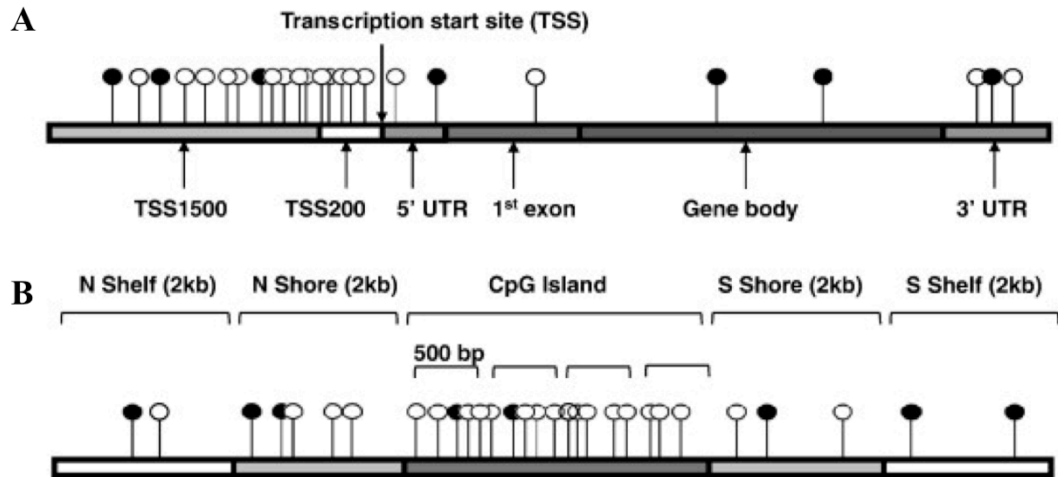 A
Transcription start site (TSS)
TSS1500 TSS200 5' UTR 1st exon Gene body 3' UTR
B
N Shelf (2kb) N Shore (2kb) CpG Island S Shore (2kb) S Shelf (2kb)
500 bp